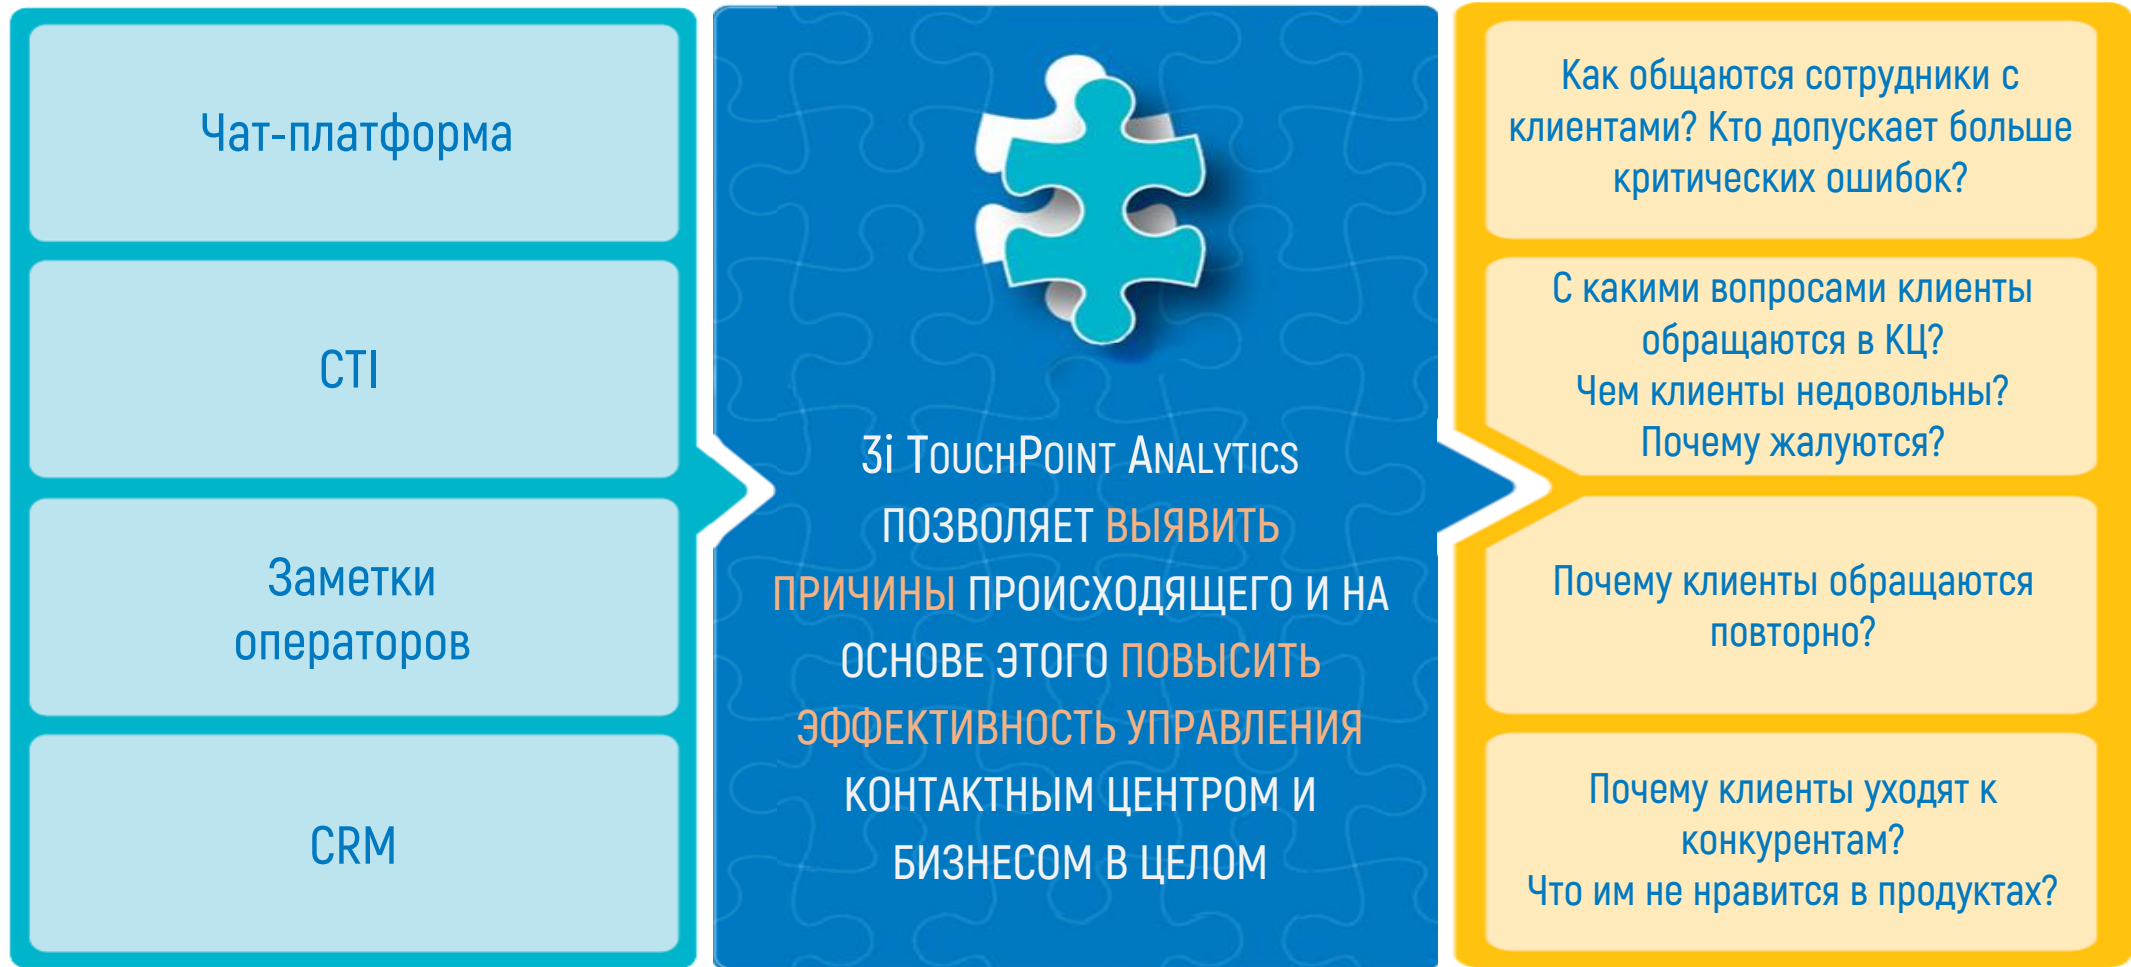 Чат-платформа
CTI
Заметки
операторов
CRM
3i TouchPoint Analytics
позволяет выявить
причины происходящего и на
основе этого повысить
эффективность управления
контактным центром и
бизнесом в целом
Как общаются сотрудники с
клиентами? Кто допускает больше
критических ошибок?
С какими вопросами клиенты
обращаются в КЦ?
Чем клиенты недовольны?
Почему жалуются?
Почему клиенты обращаются
повторно?
Почему клиенты уходят к
конкурентам?
Что им не нравится в продуктах?